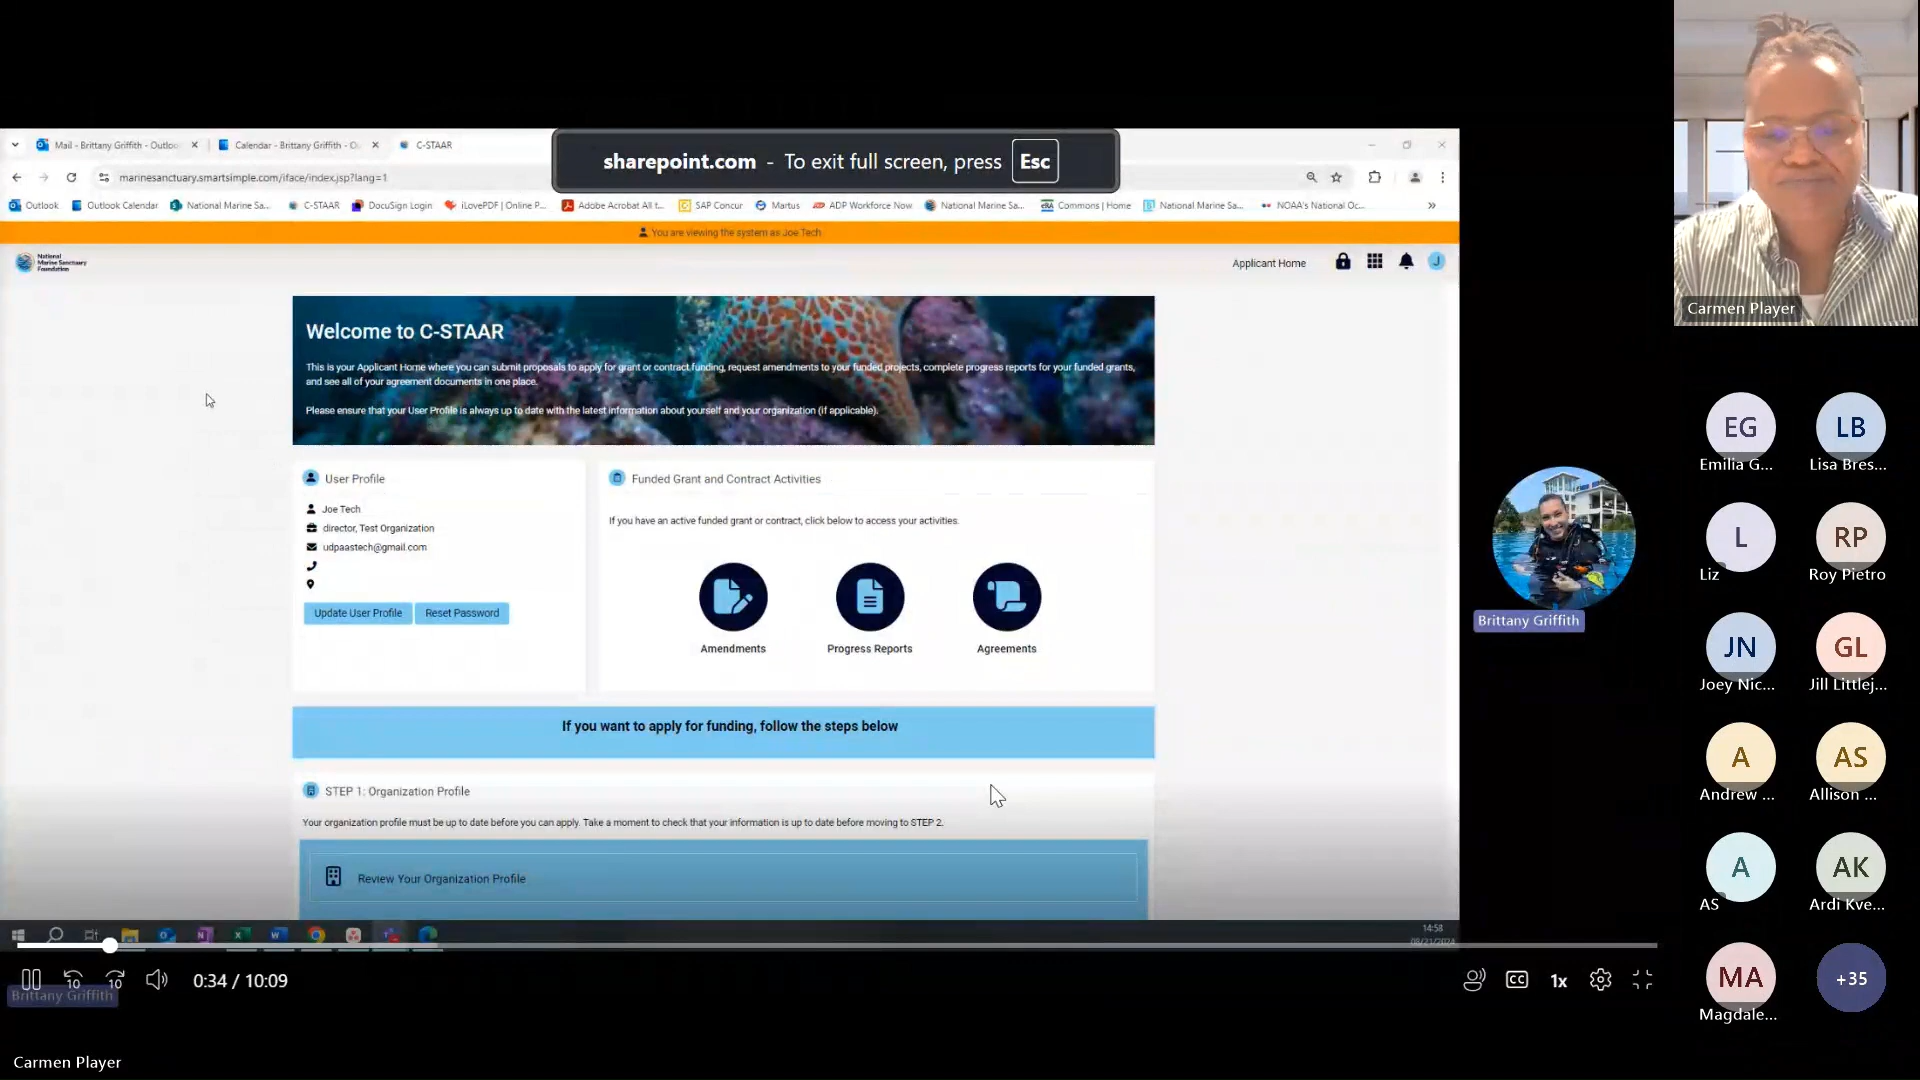 Mail - Brittany Griffith - Outlo
Calendar - Brittany Griffith - O
C-STAAR
sharepoint.com - To exit full screen, press Esc
marinesanctuary.smartsimple.com/iface/index.jsp?lang=1
Outlook
Outlook Calendar
National Marine Sa...
C-STAAR
DocuSign Login
iLovePDF | Online P...
Adobe Acrobat All t...
SAP Concur
Martus
ADP Workforce Now
National Marine Sa...
eRA Commons | Home
National Marine Sa...
NOAA's National Oc...
You are viewing the system as Joe Tech
National
Marine Sanctuary
Foundation
Applicant Home
J
Welcome to C-STAAR
This is your Applicant Home where you can submit proposals to apply for grant or contract funding, request amendments to your funded projects, complete progress reports for your funded grants,
and see all of your agreement documents in one place.
Please ensure that your User Profile is always up to date with the latest information about yourself and your organization (if applicable).
User Profile
Joe Tech
director, Test Organization
udpaastech@gmail.com
Update User Profile
Reset Password
Funded Grant and Contract Activities
If you have an active funded grant or contract, click below to access your activities.
Amendments
Progress Reports
Agreements
If you want to apply for funding, follow the steps below
STEP 1: Organization Profile
Your organization profile must be up to date before you can apply. Take a moment to check that your information is up to date before moving to STEP 2.
Review Your Organization Profile
14:58
08/21/2024
10
10
0:34 / 10:09
CC
1x
Brittany Griffith
Carmen Player
Brittany Griffith
Carmen Player
EG
Emilia G...
LB
Lisa Bres...
L
Liz
RP
Roy Pietro
JN
Joey Nic...
GL
Jill Littlej...
A
Andrew ...
AS
Allison ...
A
AS
AK
Ardi Kve...
MA
Magdale...
+35